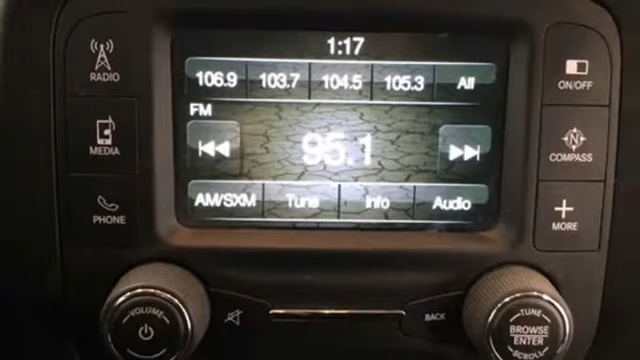 1:17
RADIO
106.9 103.7 104.5 105.3 All
ON/OFF
FM
MEDIA
95.1
COMPASS
AM/SXM Tune Info Audio
PHONE
MORE
VOLUME
BACK
TUNE
BROWSE
ENTER
SCROLL